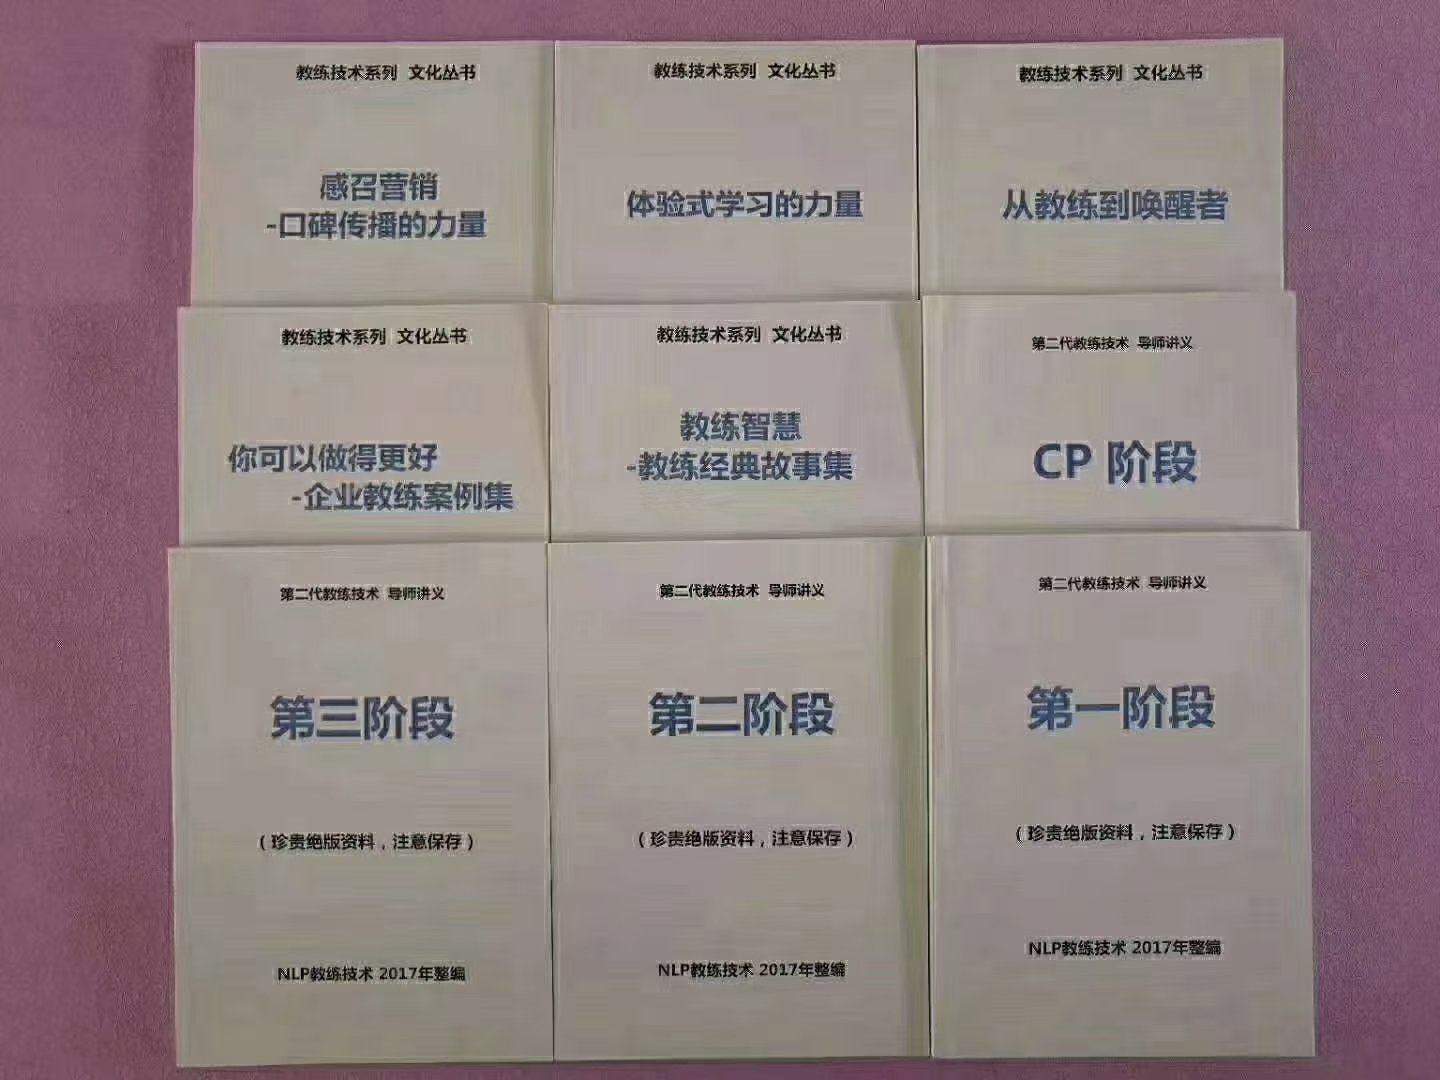 教练技术系列 文化丛书
感召营销
-口碑传播的力量
教练技术系列 文化丛书
体验式学习的力量
教练技术系列 文化丛书
从教练到唤醒者
教练技术系列 文化丛书
你可以做得更好
-企业教练案例集
教练技术系列 文化丛书
教练智慧
-教练经典故事集
第二代教练技术 导师讲义
CP 阶段
第二代教练技术 导师讲义
第三阶段
（珍贵绝版资料，注意保存）
NLP教练技术 2017年整编
第二代教练技术 导师讲义
第二阶段
（珍贵绝版资料，注意保存）
NLP教练技术 2017年整编
第二代教练技术 导师讲义
第一阶段
（珍贵绝版资料，注意保存）
NLP教练技术 2017年整编